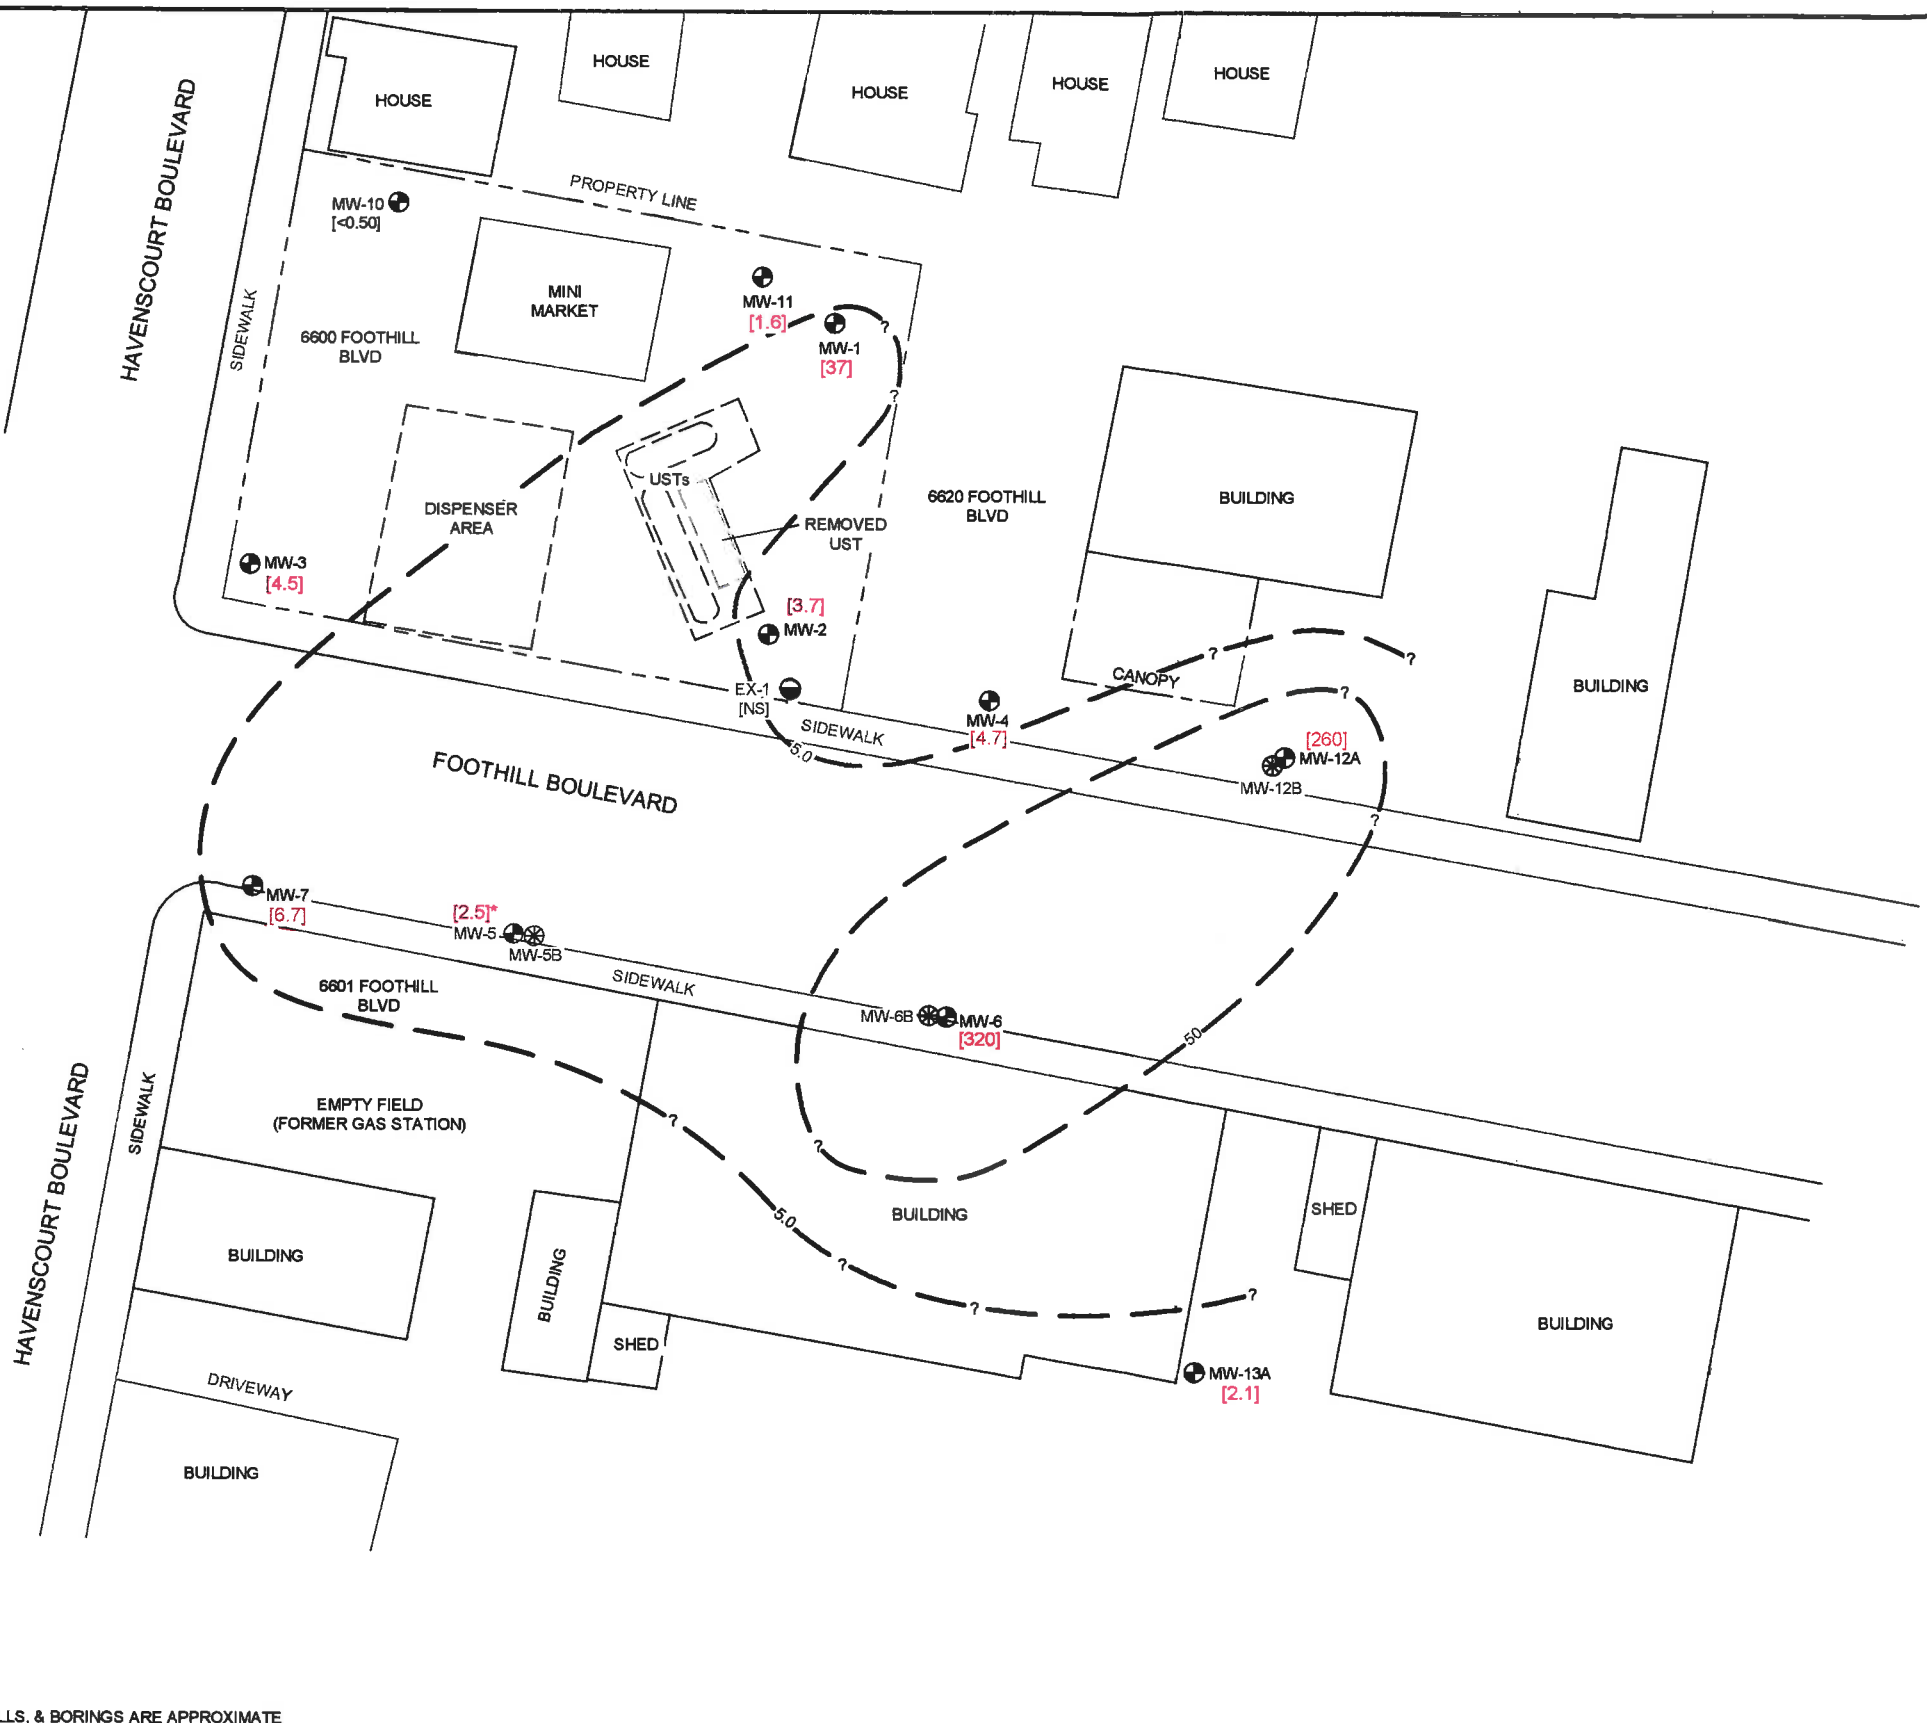 HOUSE
HOUSE
HOUSE
HOUSE
HOUSE
HAVENSCOURT BOULEVARD
SIDEWALK
PROPERTY LINE
MW-10
[<0.50]
MINI
MARKET
6600 FOOTHILL
BLVD
MW-11
[1.6]
?
MW-1
[37]
?
USTs
DISPENSER
AREA
REMOVED
UST
6620 FOOTHILL
BLVD
BUILDING
MW-3
[4.5]
[3.7]
MW-2
EX-1
[NS]
SIDEWALK
5.0
MW-4
[4.7]
CANOPY
?
?
?
BUILDING
[260]
MW-12A
MW-12B
?
FOOTHILL BOULEVARD
MW-7
[6.7]
[2.5]*
MW-5
MW-5B
SIDEWALK
6601 FOOTHILL
BLVD
MW-6B
MW-6
[320]
50
HAVENSCOURT BOULEVARD
SIDEWALK
EMPTY FIELD
(FORMER GAS STATION)
?
?
5.0
BUILDING
?
?
?
SHED
BUILDING
BUILDING
SHED
BUILDING
MW-13A
[2.1]
DRIVEWAY
BUILDING
LLS, & BORINGS ARE APPROXIMATE